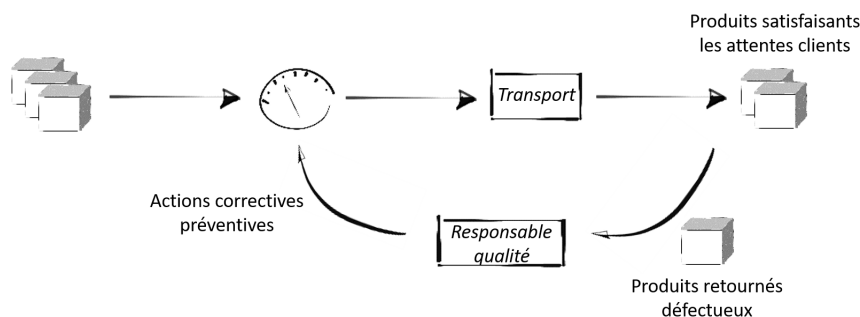 Produits satisfaisants
les attentes clients
Transport
Actions correctives
préventives
Responsable
qualité
Produits retournés
défectueux